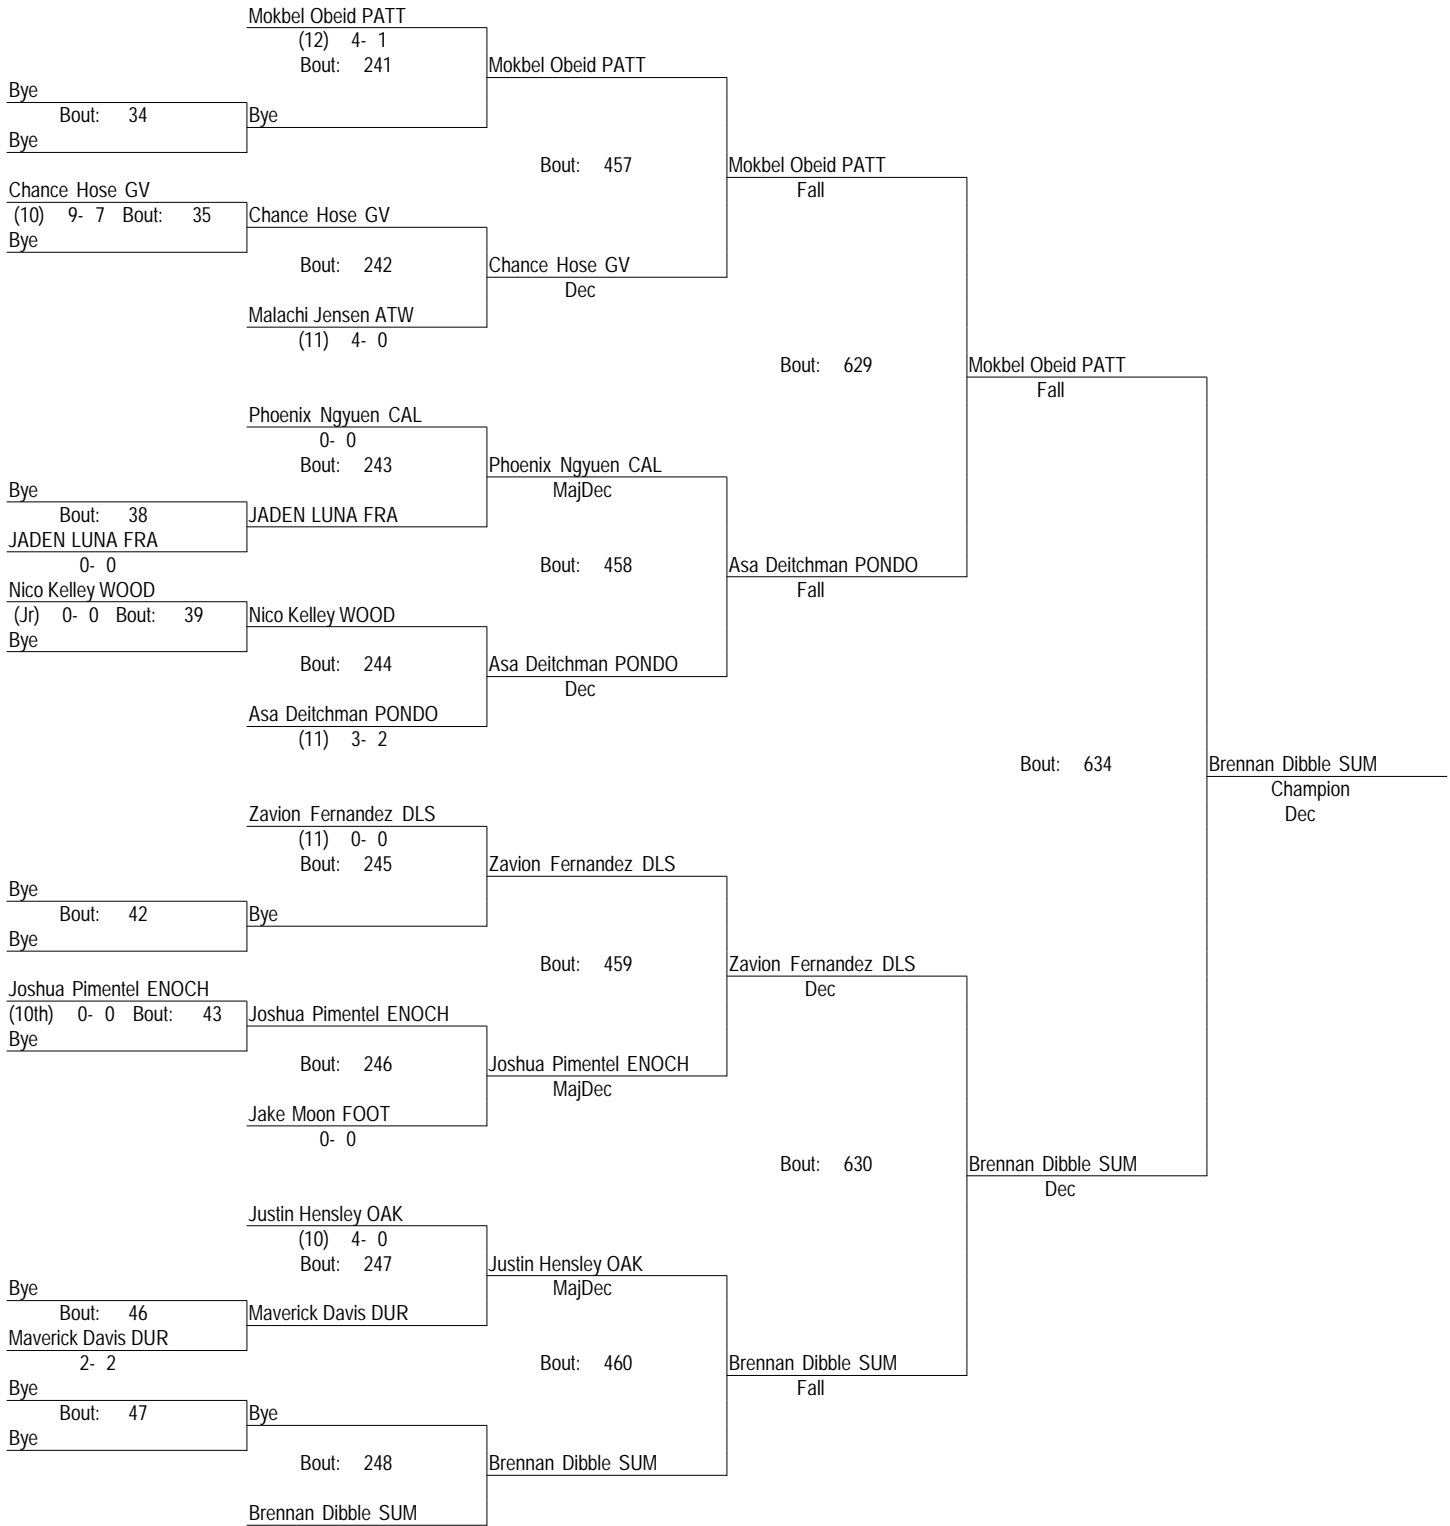 Mokbel Obeid PATT
(12) 4- 1
Bout: 241
Mokbel Obeid PATT
Bye
Bout: 34
Bye
Bye
Bout: 457
Mokbel Obeid PATT
Fall
Chance Hose GV
(10) 9- 7 Bout: 35
Chance Hose GV
Bye
Bout: 242
Chance Hose GV
Dec
Malachi Jensen ATW
(11) 4- 0
Bout: 629
Mokbel Obeid PATT
Fall
Phoenix Ngyuen CAL
0- 0
Bout: 243
Phoenix Ngyuen CAL
MajDec
Bye
Bout: 38
JADEN LUNA FRA
JADEN LUNA FRA
0- 0
Bout: 458
Asa Deitchman PONDO
Fall
Nico Kelley WOOD
(Jr) 0- 0 Bout: 39
Nico Kelley WOOD
Bye
Bout: 244
Asa Deitchman PONDO
Dec
Asa Deitchman PONDO
(11) 3- 2
Bout: 634
Brennan Dibble SUM
Champion
Dec
Zavion Fernandez DLS
(11) 0- 0
Bout: 245
Zavion Fernandez DLS
Bye
Bout: 42
Bye
Bye
Bout: 459
Zavion Fernandez DLS
Dec
Joshua Pimentel ENOCH
(10th) 0- 0 Bout: 43
Joshua Pimentel ENOCH
Bye
Bout: 246
Joshua Pimentel ENOCH
MajDec
Jake Moon FOOT
0- 0
Bout: 630
Brennan Dibble SUM
Dec
Justin Hensley OAK
(10) 4- 0
Bout: 247
Justin Hensley OAK
MajDec
Bye
Bout: 46
Maverick Davis DUR
Maverick Davis DUR
2- 2
Bout: 460
Brennan Dibble SUM
Fall
Bye
Bout: 47
Bye
Bye
Bout: 248
Brennan Dibble SUM
Brennan Dibble SUM